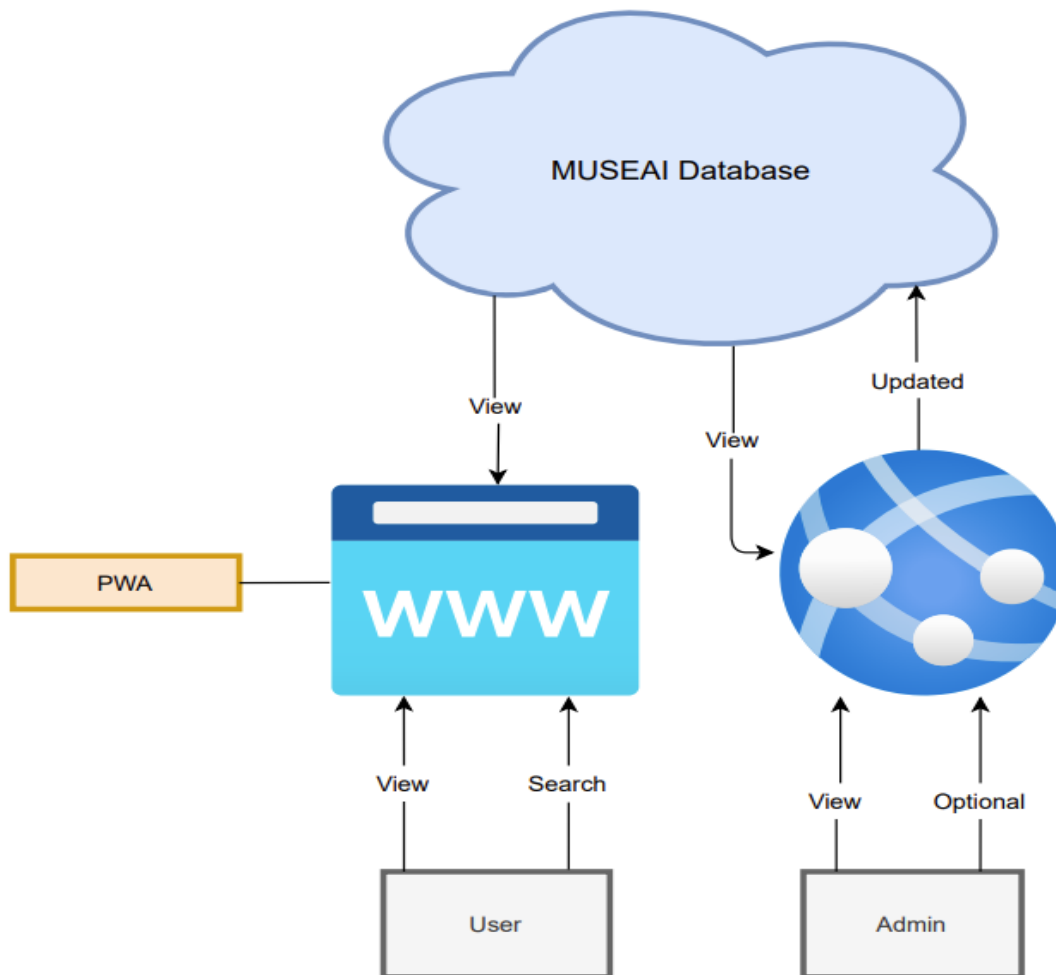 MUSEAI Database
Updated
View
View
PWA
www
View
Search
View
Optional
User
Admin